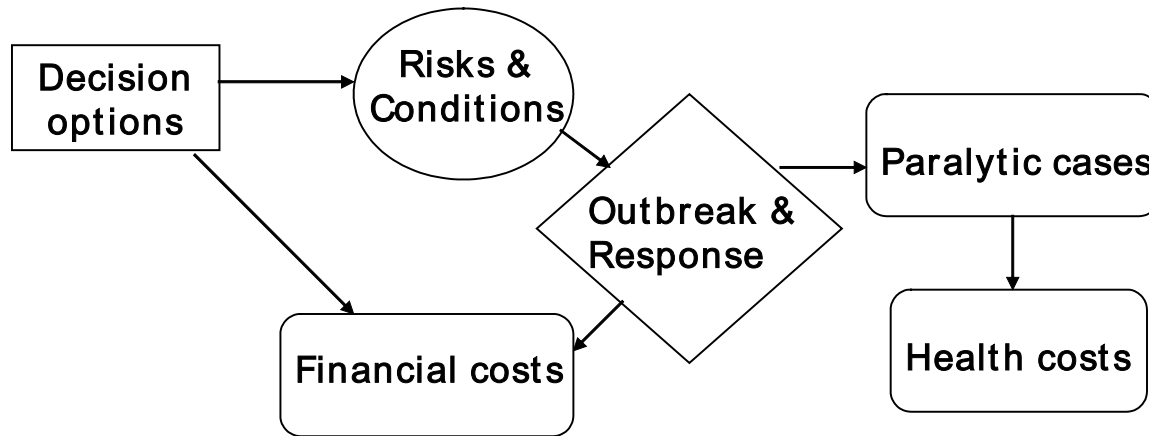 Decision
options
Risks &
Conditions
Outbreak &
Response
Paralytic cases
Financial costs
Health costs